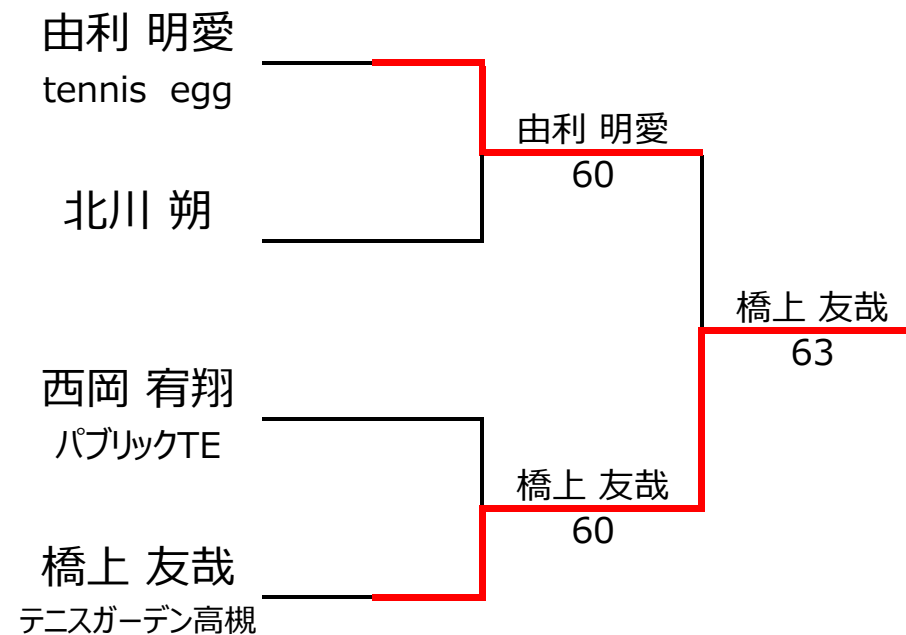 由利 明愛
tennis egg
北川 朔
西岡 宥翔
パブリックTE
橋上 友哉
テニスガーデン高槻
由利 明愛
60
橋上 友哉
60
橋上 友哉
63